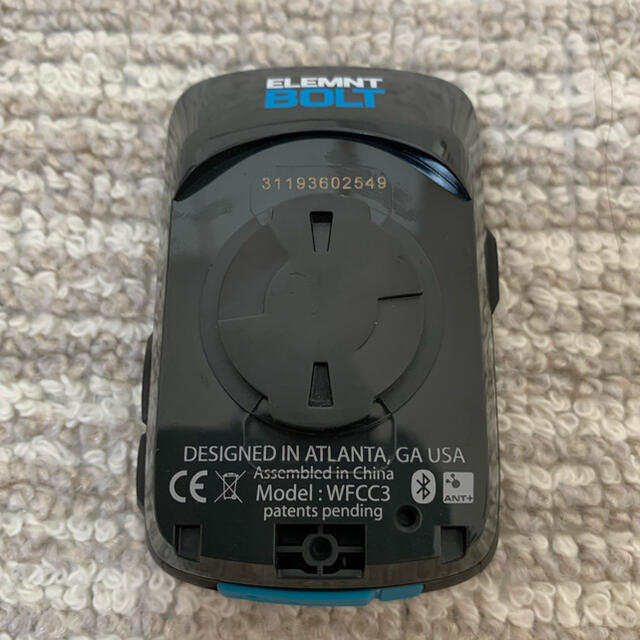 ELEMNT
BOLT
31193602549
DESIGNED IN ATLANTA, GA USA
Assembled in China
CE Model : WFCC3 ANT+
patents pending